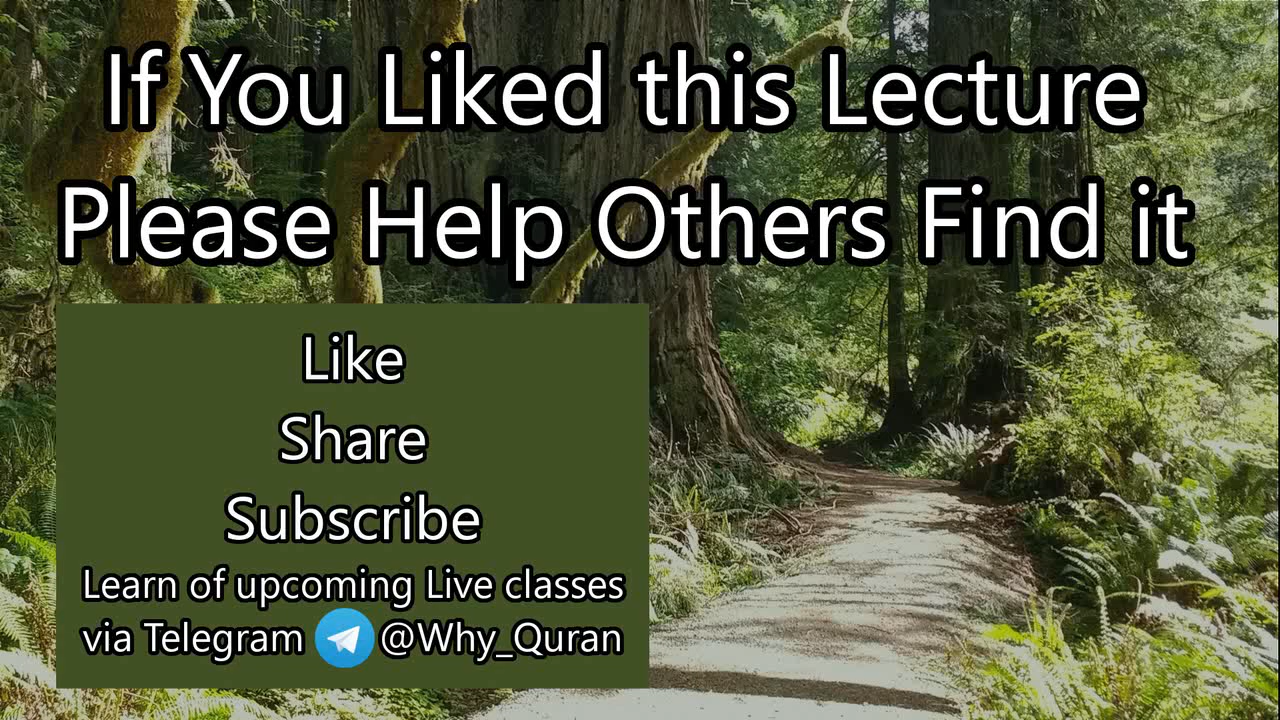 If You Liked this Lecture
Please Help Others Find it
Like
Share
Subscribe
Learn of upcoming Live classes
via Telegram @Why_Quran